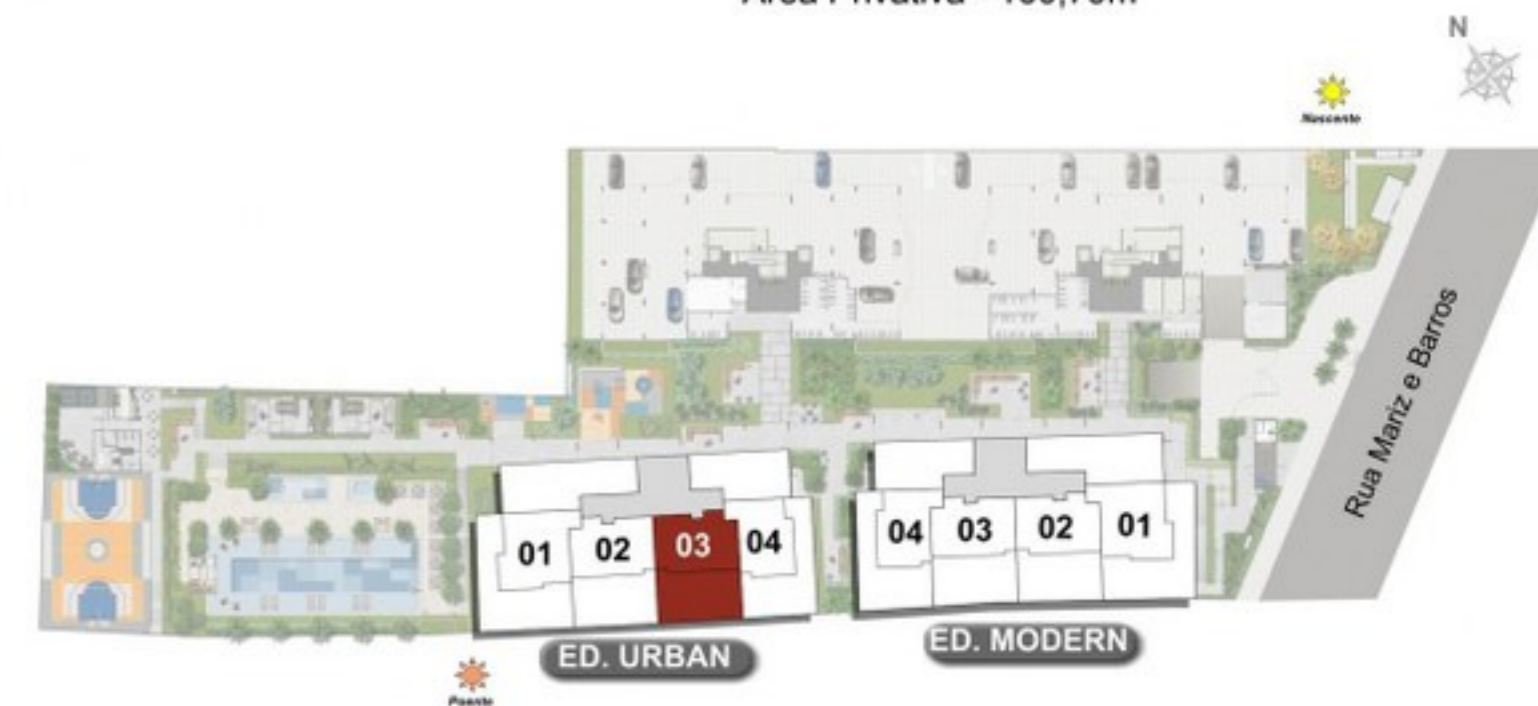 N
Nascente
Rua Mariz e Barros
01
02
03
04
04
03
02
01
ED. URBAN
ED. MODERN
Poente